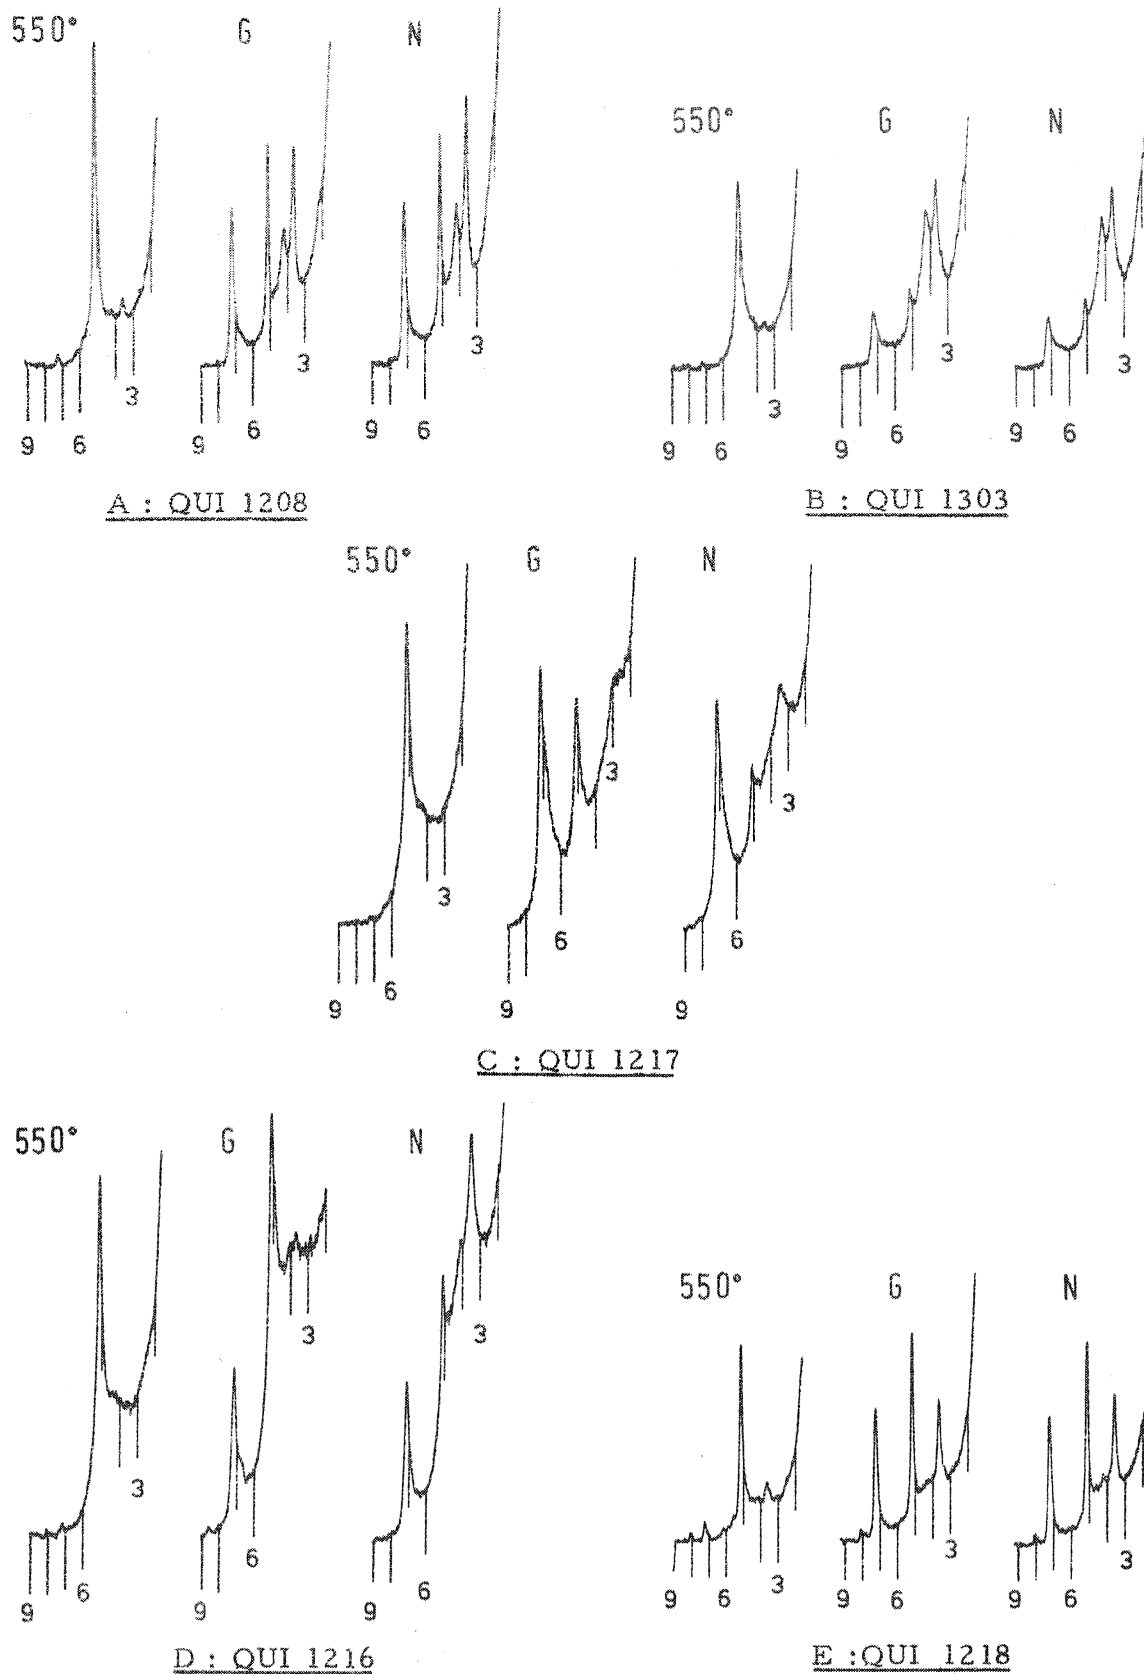 550° G N
550° G N
3 3 3
9 6 9 6 9 6
3 3 3
9 6 9 6 9 6
A : QUI 1208
B : QUI 1303
550° G N
3 3 3
9 6 9 6 9 6
C : QUI 1217
550° G N
550° G N
3 3 3
9 6 9 6 9 6
3 3 3
9 6 9 6 9 6
D : QUI 1216
E : QUI 1218